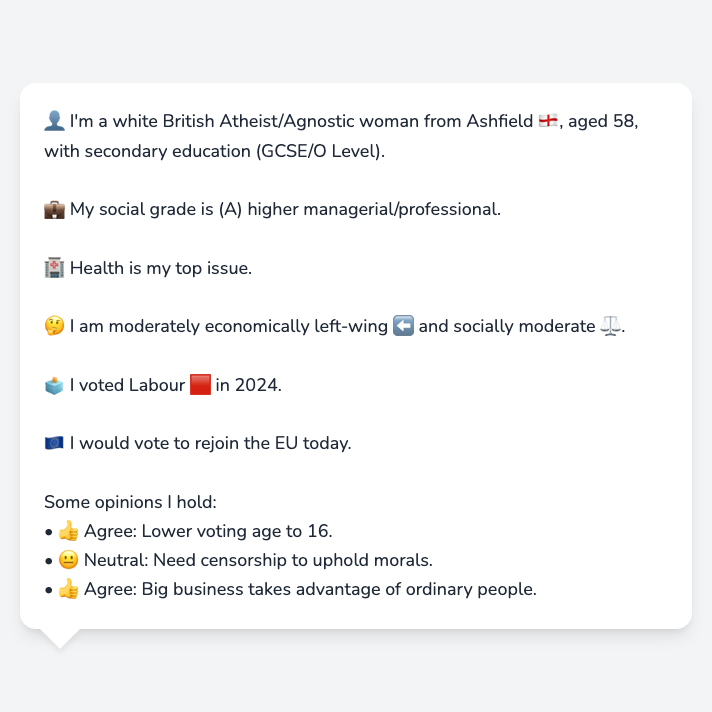 👤 I'm a white British Atheist/Agnostic woman from Ashfield 🏴󠁧󠁢󠁥󠁮󠁧󠁿, aged 58,
with secondary education (GCSE/O Level).
💼 My social grade is (A) higher managerial/professional.
🏥 Health is my top issue.
🤔 I am moderately economically left-wing ⬅️ and socially moderate ⚖️.
🗳️ I voted Labour 🟥 in 2024.
🇪🇺 I would vote to rejoin the EU today.
Some opinions I hold:
• 👍 Agree: Lower voting age to 16.
• 😐 Neutral: Need censorship to uphold morals.
• 👍 Agree: Big business takes advantage of ordinary people.